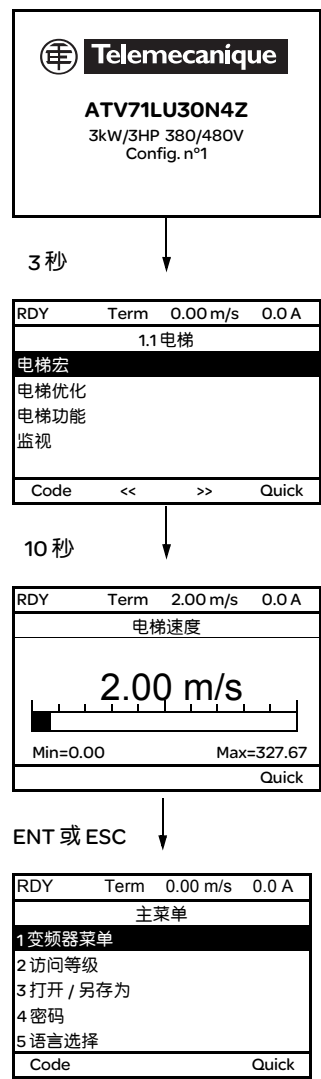 Telemecanique
ATV71LU30N4Z
3kW/3HP 380/480V
Config. n°1
3 秒
RDY Term 0.00 m/s 0.0 A
1.1 电梯
电梯宏
电梯优化
电梯功能
监视
Code << >> Quick
10 秒
RDY Term 2.00 m/s 0.0 A
电梯速度
2.00 m/s
Min=0.00 Max=327.67
Quick
ENT 或 ESC
RDY Term 0.00 m/s 0.0 A
主菜单
1 变频器菜单
2 访问等级
3 打开 / 另存为
4 密码
5 语言选择
Code Quick